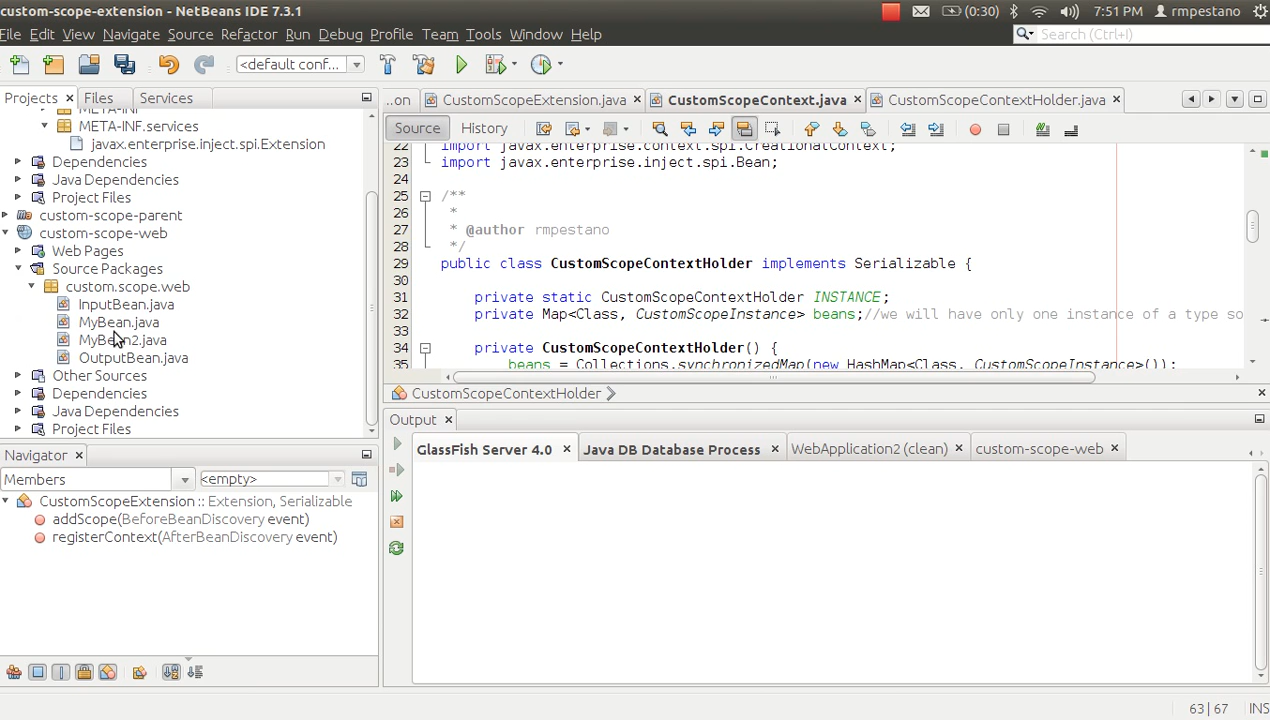 custom-scope-extension - NetBeans IDE 7.3.1
(0:30) 7:51 PM rmpestano
File Edit View Navigate Source Refactor Run Debug Profile Team Tools Window Help
Search (Ctrl+I)
<default conf...
Projects Files Services
META-INF
META-INF.services
javax.enterprise.inject.spi.Extension
Dependencies
Java Dependencies
Project Files
custom-scope-parent
custom-scope-web
Web Pages
Source Packages
custom.scope.web
InputBean.java
MyBean.java
MyBean2.java
OutputBean.java
Other Sources
Dependencies
Java Dependencies
Project Files
Navigator
Members <empty>
CustomScopeExtension :: Extension, Serializable
addScope(BeforeBeanDiscovery event)
registerContext(AfterBeanDiscovery event)
...on CustomScopeExtension.java CustomScopeContext.java CustomScopeContextHolder.java
Source History
22 import javax.enterprise.context.spi.CreationalContext;
23 import javax.enterprise.inject.spi.Bean;
24
25 /**
26 *
27 * @author rmpestano
28 */
29 public class CustomScopeContextHolder implements Serializable {
30
31 private static CustomScopeContextHolder INSTANCE;
32 private Map<Class, CustomScopeInstance> beans;//we will have only one instance of a type so
33
34 private CustomScopeContextHolder() {
35 beans = Collections.synchronizedMap(new HashMap<Class, CustomScopeInstance>());
CustomScopeContextHolder
Output
GlassFish Server 4.0 Java DB Database Process WebApplication2 (clean) custom-scope-web
63 | 67 INS